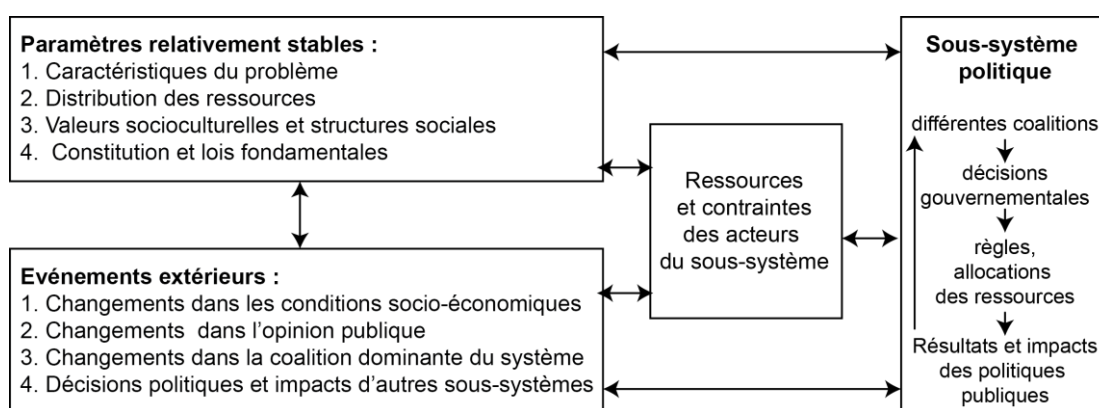 Paramètres relativement stables :
1. Caractéristiques du problème
2. Distribution des ressources
3. Valeurs socioculturelles et structures sociales
4. Constitution et lois fondamentales
Evénements extérieurs :
1. Changements dans les conditions socio-économiques
2. Changements dans l'opinion publique
3. Changements dans la coalition dominante du système
4. Décisions politiques et impacts d'autres sous-systèmes
Ressources
et contraintes
des acteurs
du sous-système
Sous-système
politique
différentes coalitions
décisions
gouvernementales
règles,
allocations
des ressources
Résultats et impacts
des politiques
publiques